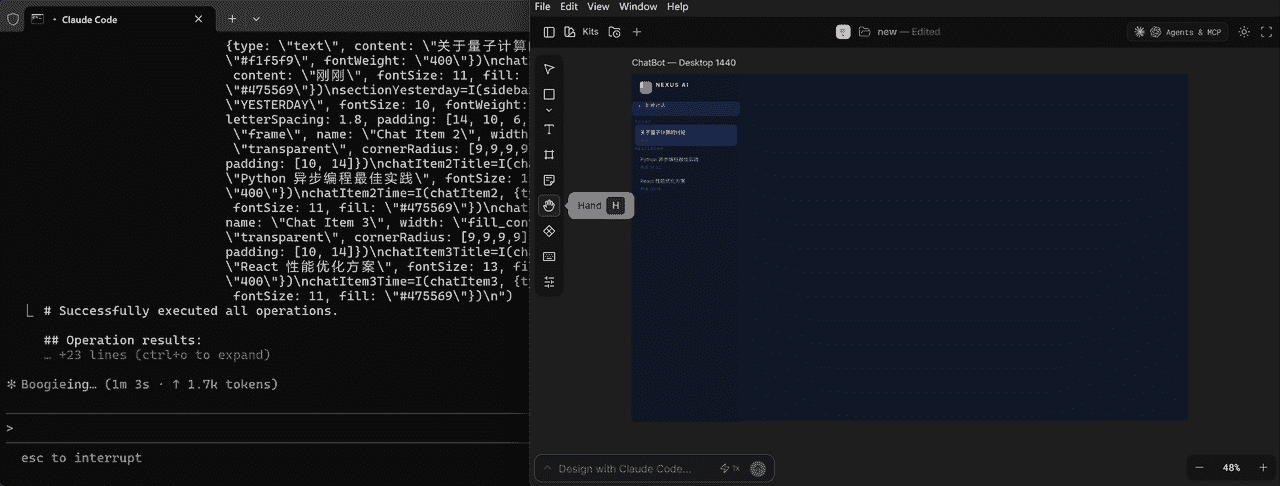 Claude Code
{type: \"text\", content: \"关于量子计算的
\"#f1f5f9\", fontWeight: \"400\"})\nchat
content: \"刚刚\", fontSize: 11, fill:
\"#475569\"})\nsectionYesterday=I(sideba
\"YESTERDAY\", fontSize: 10, fontWeight:
letterSpacing: 1.8, padding: [14, 10, 6,
\"frame\", name: \"Chat Item 2\", width
\"transparent\", cornerRadius: [9,9,9,9
padding: [10, 14]})\nchatItem2Title=I(ch
\"Python 异步编程最佳实践\", fontSize: 1
\"400\"})\nchatItem2Time=I(chatItem2, {t
fontSize: 11, fill: \"#475569\"})\nchat
name: \"Chat Item 3\", width: \"fill_con
\"transparent\", cornerRadius: [9,9,9,9]
padding: [10, 14]})\nchatItem3Title=I(ch
\"React 性能优化方案\", fontSize: 13, fi
\"400\"})\nchatItem3Time=I(chatItem3, {ty
fontSize: 11, fill: \"#475569\"})\n")
# Successfully executed all operations.
## Operation results:
… +23 lines (ctrl+o to expand)
Boogieing… (1m 3s · ↑ 1.7k tokens)
>
esc to interrupt
File Edit View Window Help
Kits
new — Edited
Agents & MCP
ChatBot — Desktop 1440
NEXUS AI
关于量子计算的讨论
Python 异步编程最佳实践
React 性能优化方案
Hand H
Design with Claude Code...
1x
48%